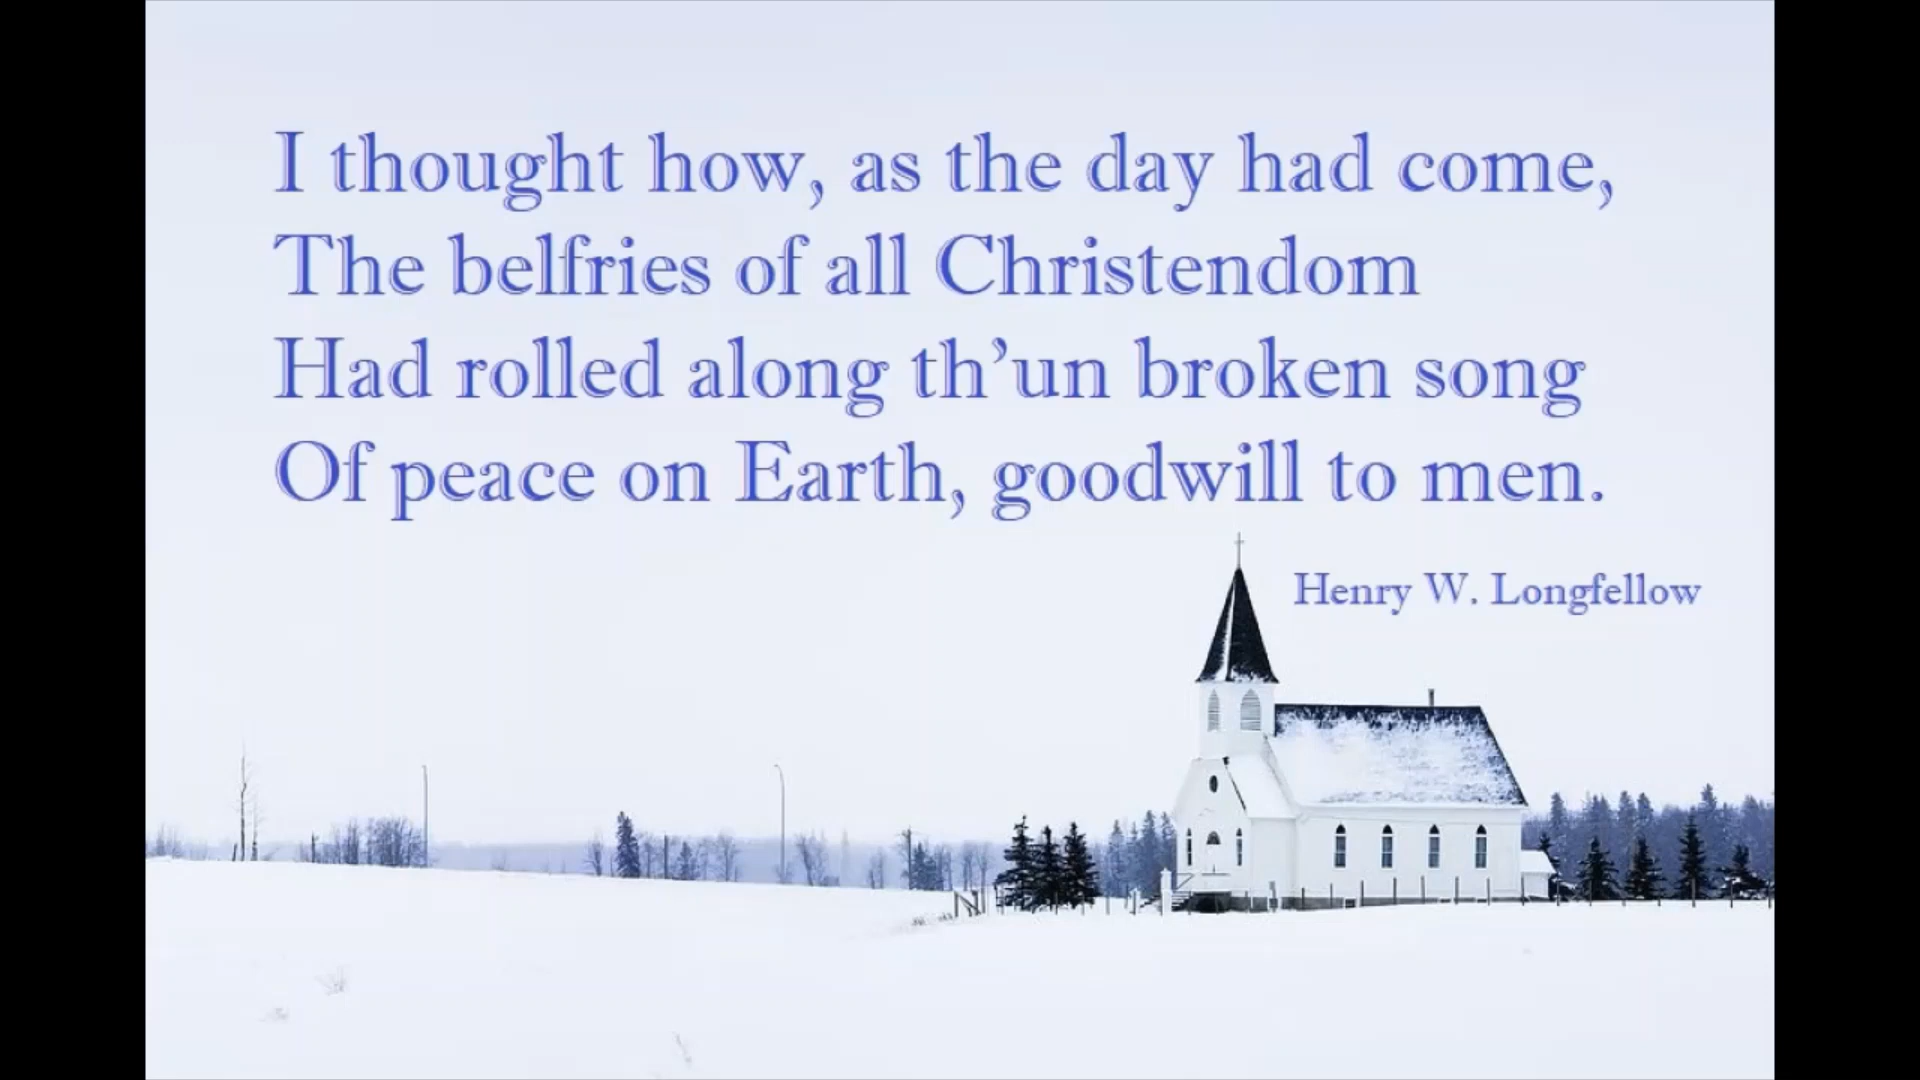 I thought how, as the day had come,
The belfries of all Christendom
Had rolled along th’un broken song
Of peace on Earth, goodwill to men.
Henry W. Longfellow